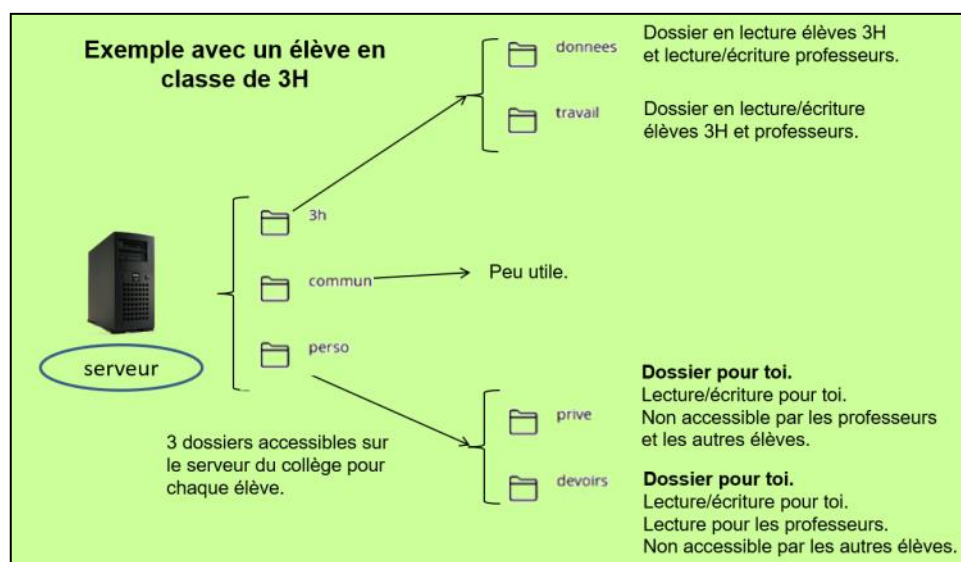 Exemple avec un élève en
classe de 3H
donnees
Dossier en lecture élèves 3H
et lecture/écriture professeurs.
travail
Dossier en lecture/écriture
élèves 3H et professeurs.
3h
commun
Peu utile.
perso
serveur
3 dossiers accessibles sur
le serveur du collège pour
chaque élève.
prive
Dossier pour toi.
Lecture/écriture pour toi.
Non accessible par les professeurs
et les autres élèves.
devoirs
Dossier pour toi.
Lecture/écriture pour toi.
Lecture pour les professeurs.
Non accessible par les autres élèves.